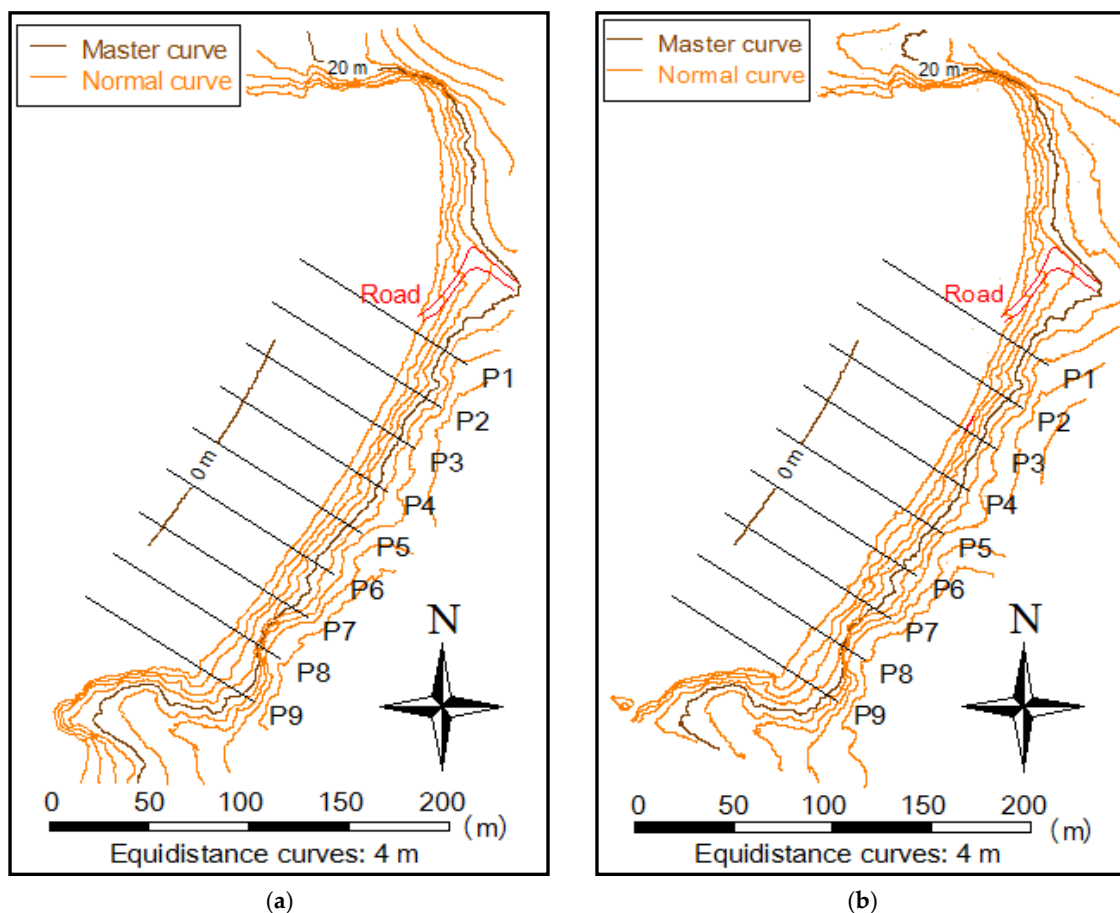 Master curve
Normal curve
20 m
Road
0 m
P1
P2
P3
P4
P5
P6
P7
P8
P9
N
0 50 100 150 200
(m)
Equidistance curves: 4 m
(a)
Master curve
Normal curve
20 m
Road
0 m
P1
P2
P3
P4
P5
P6
P7
P8
P9
N
0 50 100 150 200
(m)
Equidistance curves: 4 m
(b)